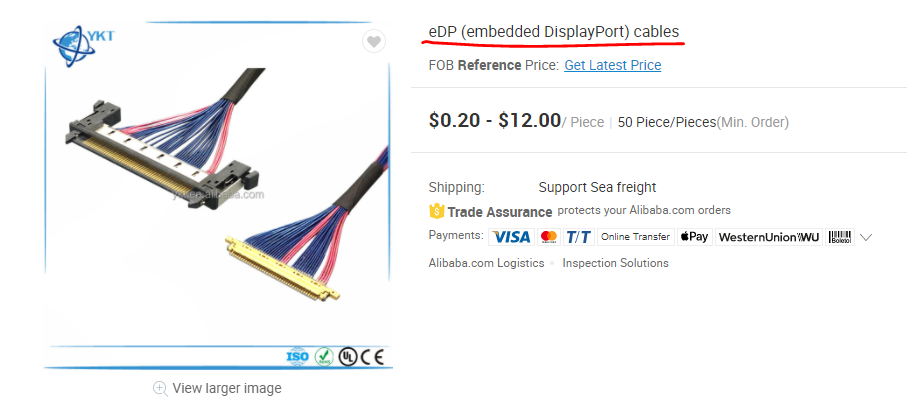 YKT
eDP (embedded DisplayPort) cables
FOB Reference Price: Get Latest Price
$0.20 - $12.00/ Piece | 50 Piece/Pieces(Min. Order)
Shipping: Support Sea freight
$ Trade Assurance protects your Alibaba.com orders
Payments: VISA T/T Online Transfer Pay WesternUnion WU Boleto
Alibaba.com Logistics Inspection Solutions
ISO UL CE
View larger image